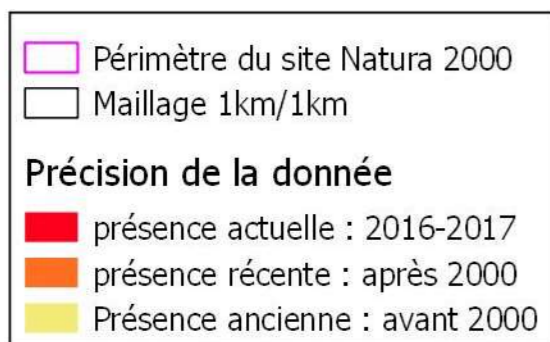 Périmètre du site Natura 2000
Maillage 1km/1km
Précision de la donnée
présence actuelle : 2016-2017
présence récente : après 2000
Présence ancienne : avant 2000